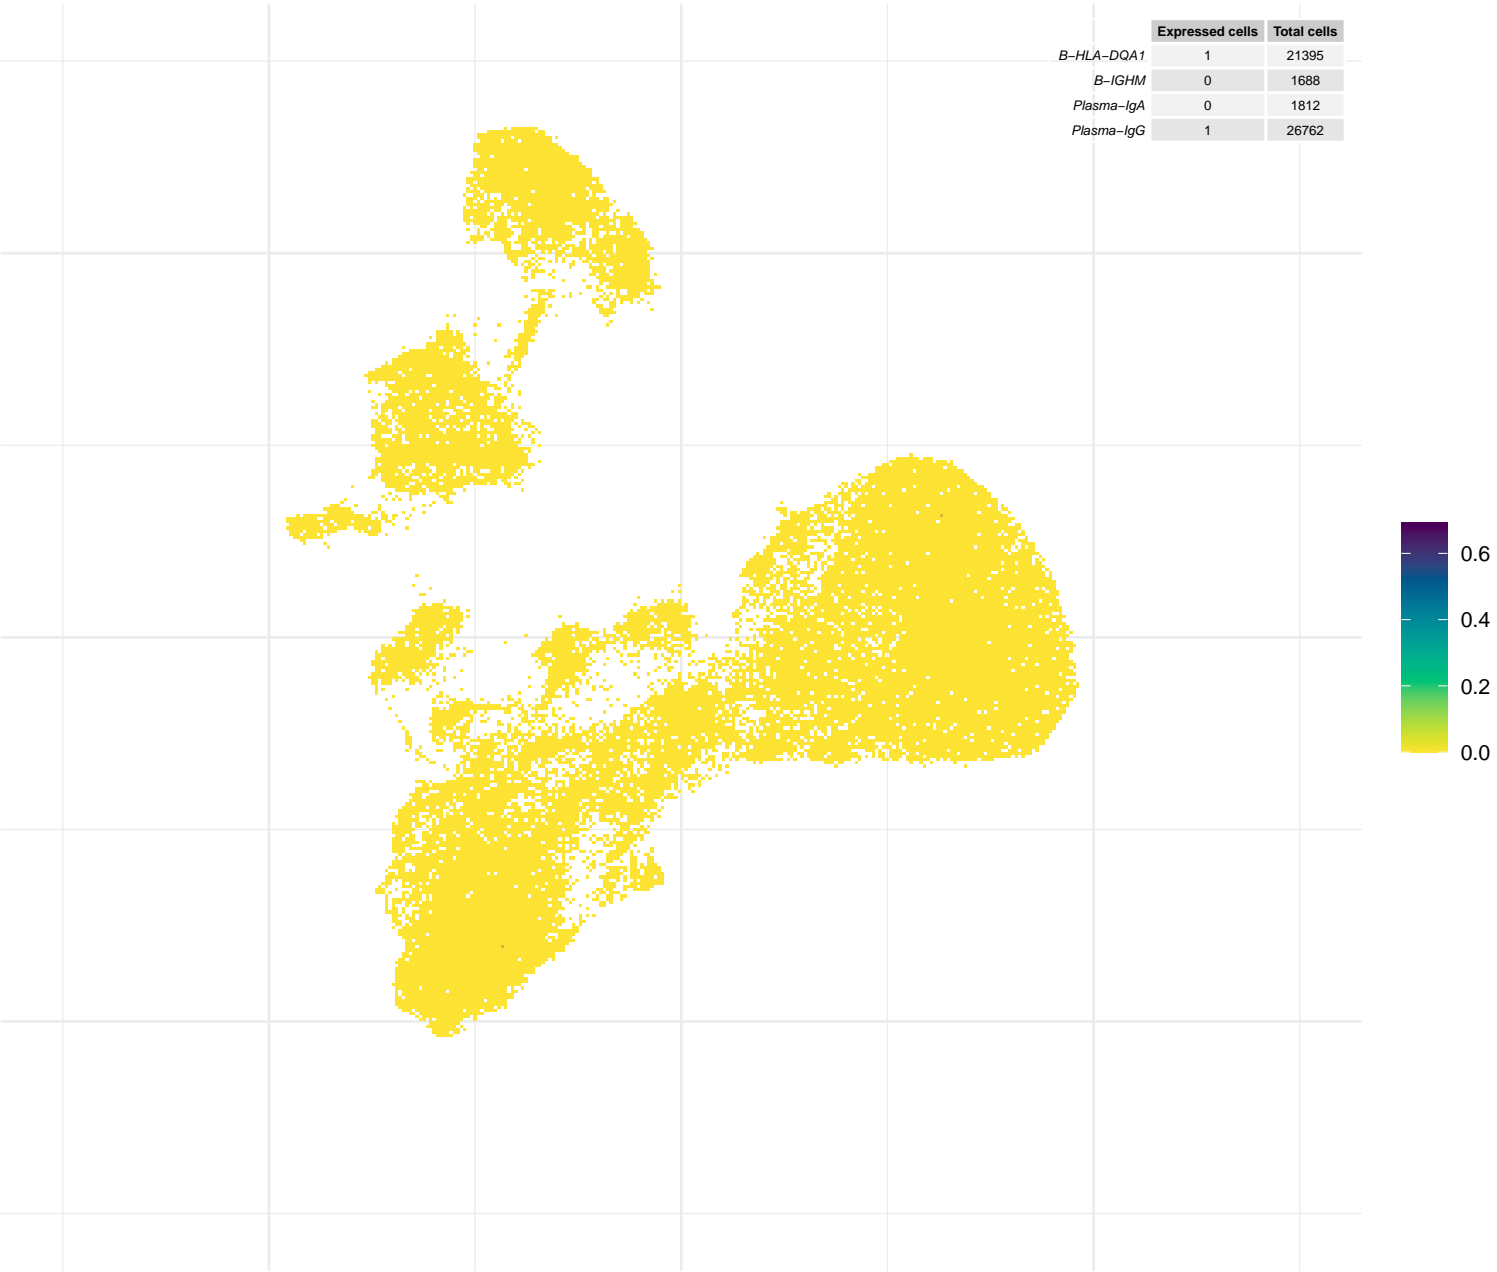 Expressed cells Total cells
B−HLA−DQA1 1 21395
B−IGHM 0 1688
Plasma−IgA 0 1812
Plasma−IgG 1 26762
0.6
0.4
0.2
0.0